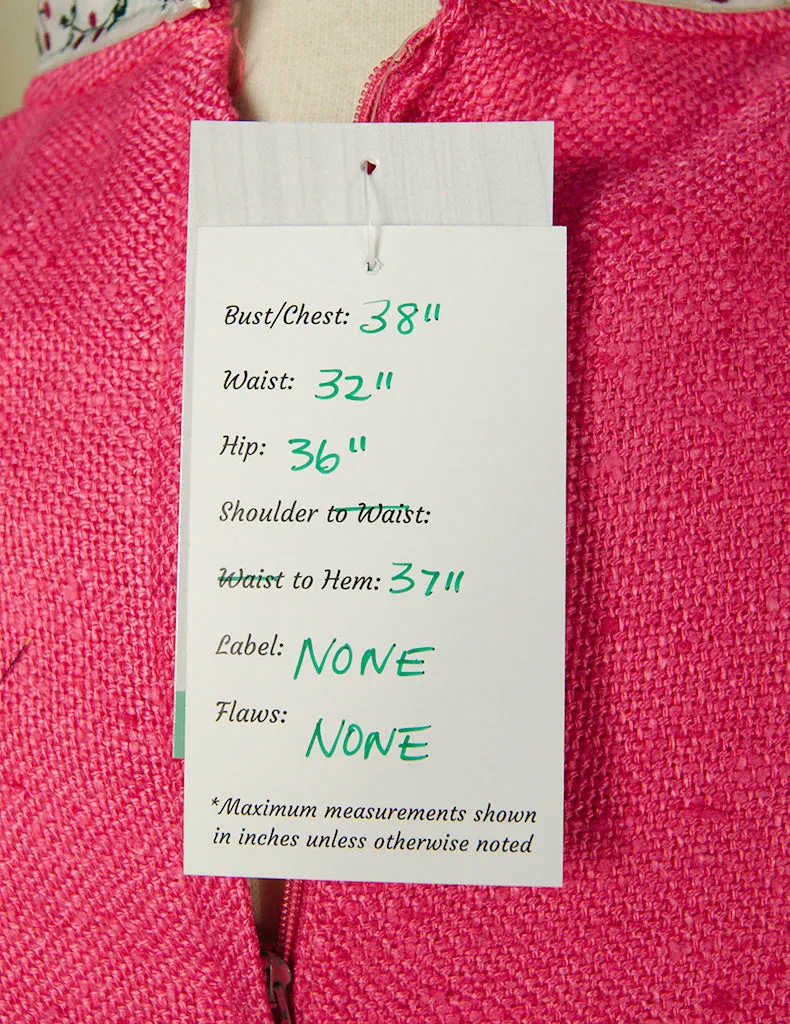 Bust/Chest: 38"
Waist: 32"
Hip: 36"
Shoulder to Waist:
Waist to Hem: 37"
Label: NONE
Flaws: NONE
*Maximum measurements shown
in inches unless otherwise noted